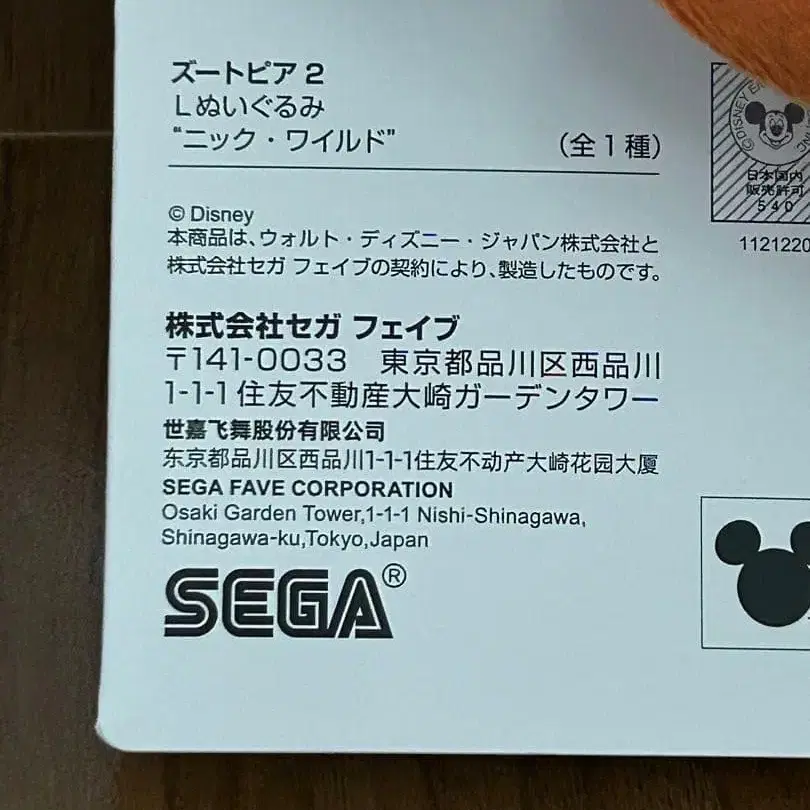 ズートピア 2
Lぬいぐるみ
"ニック・ワイルド" (全1種)
© Disney
本商品は、ウォルト・ディズニー・ジャパン株式会社と
株式会社セガ フェイブの契約により、製造したものです。
株式会社セガ フェイブ
〒141-0033 東京都品川区西品川
1-1-1 住友不動産大崎ガーデンタワー
世嘉飞舞股份有限公司
东京都品川区西品川1-1-1住友不动产大崎花园大厦
SEGA FAVE CORPORATION
Osaki Garden Tower,1-1-1 Nishi-Shinagawa,
Shinagawa-ku,Tokyo,Japan
SEGA®
©DISNEY
日本国内
販売許可
540
1121220